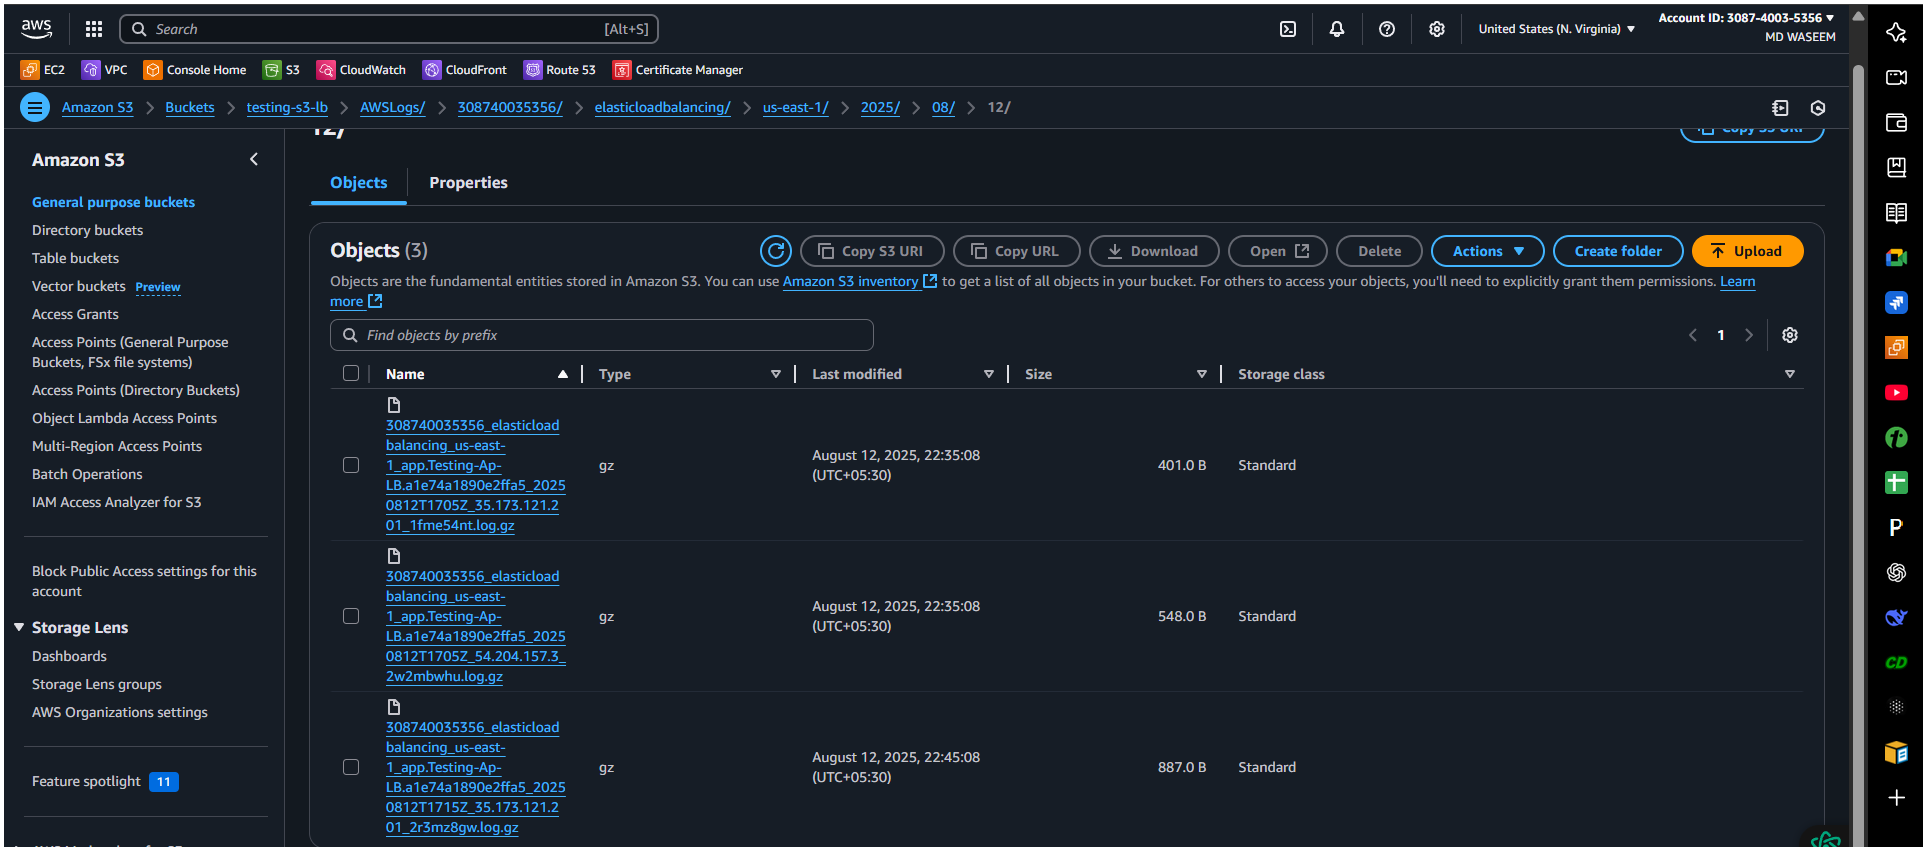 aws
Search
[Alt+S]
United States (N. Virginia)
Account ID: 3087-4003-5356
MD WASEEM
EC2
VPC
Console Home
S3
CloudWatch
CloudFront
Route 53
Certificate Manager
Amazon S3
Buckets
testing-s3-lb
AWSLogs/
308740035356/
elasticloadbalancing/
us-east-1/
2025/
08/
12/
12/
Copy S3 URI
Amazon S3
General purpose buckets
Directory buckets
Table buckets
Vector buckets Preview
Access Grants
Access Points (General Purpose
Buckets, FSx file systems)
Access Points (Directory Buckets)
Object Lambda Access Points
Multi-Region Access Points
Batch Operations
IAM Access Analyzer for S3
Block Public Access settings for this
account
Storage Lens
Dashboards
Storage Lens groups
AWS Organizations settings
Feature spotlight 11
Objects
Properties
Objects (3)
Copy S3 URI
Copy URL
Download
Open
Delete
Actions
Create folder
Upload
Objects are the fundamental entities stored in Amazon S3. You can use Amazon S3 inventory to get a list of all objects in your bucket. For others to access your objects, you'll need to explicitly grant them permissions. Learn
more
Find objects by prefix
1
Name
Type
Last modified
Size
Storage class
308740035356_elasticload
balancing_us-east-
1_app.Testing-Ap-
LB.a1e74a1890e2ffa5_2025
0812T1705Z_35.173.121.2
01_1fme54nt.log.gz
gz
August 12, 2025, 22:35:08
(UTC+05:30)
401.0 B
Standard
308740035356_elasticload
balancing_us-east-
1_app.Testing-Ap-
LB.a1e74a1890e2ffa5_2025
0812T1705Z_54.204.157.3_
2w2mbwhu.log.gz
gz
August 12, 2025, 22:35:08
(UTC+05:30)
548.0 B
Standard
308740035356_elasticload
balancing_us-east-
1_app.Testing-Ap-
LB.a1e74a1890e2ffa5_2025
0812T1715Z_35.173.121.2
01_2r3mz8gw.log.gz
gz
August 12, 2025, 22:45:08
(UTC+05:30)
887.0 B
Standard
P
CD